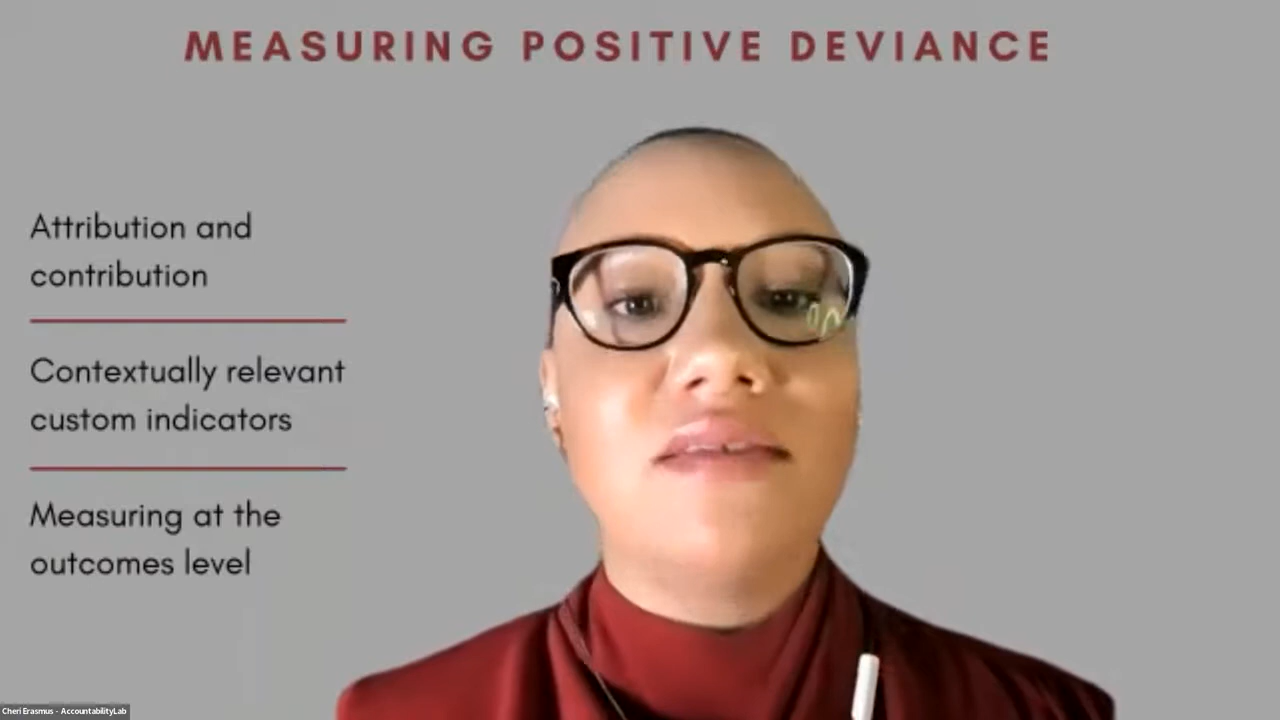 MEASURING POSITIVE DEVIANCE
Attribution and
contribution
Contextually relevant
custom indicators
Measuring at the
outcomes level
Cheri Erasmus - AccountabilityLab